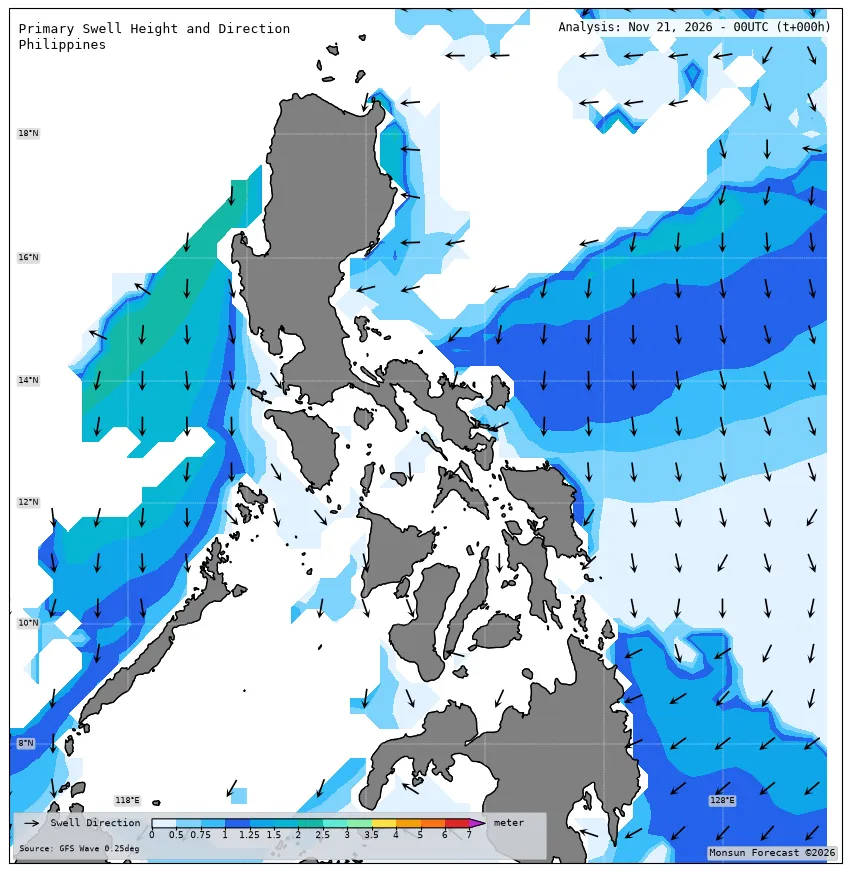 Primary Swell Height and Direction
Philippines
Analysis: Nov 21, 2026 - 00UTC (t+000h)
18°N
16°N
14°N
12°N
10°N
8°N
118°E
128°E
Swell Direction
meter
0 0.5 0.75 1 1.25 1.5 2 2.5 3 3.5 4 5 6 7
Source: GFS Wave 0.25deg
Monsun Forecast ©2026